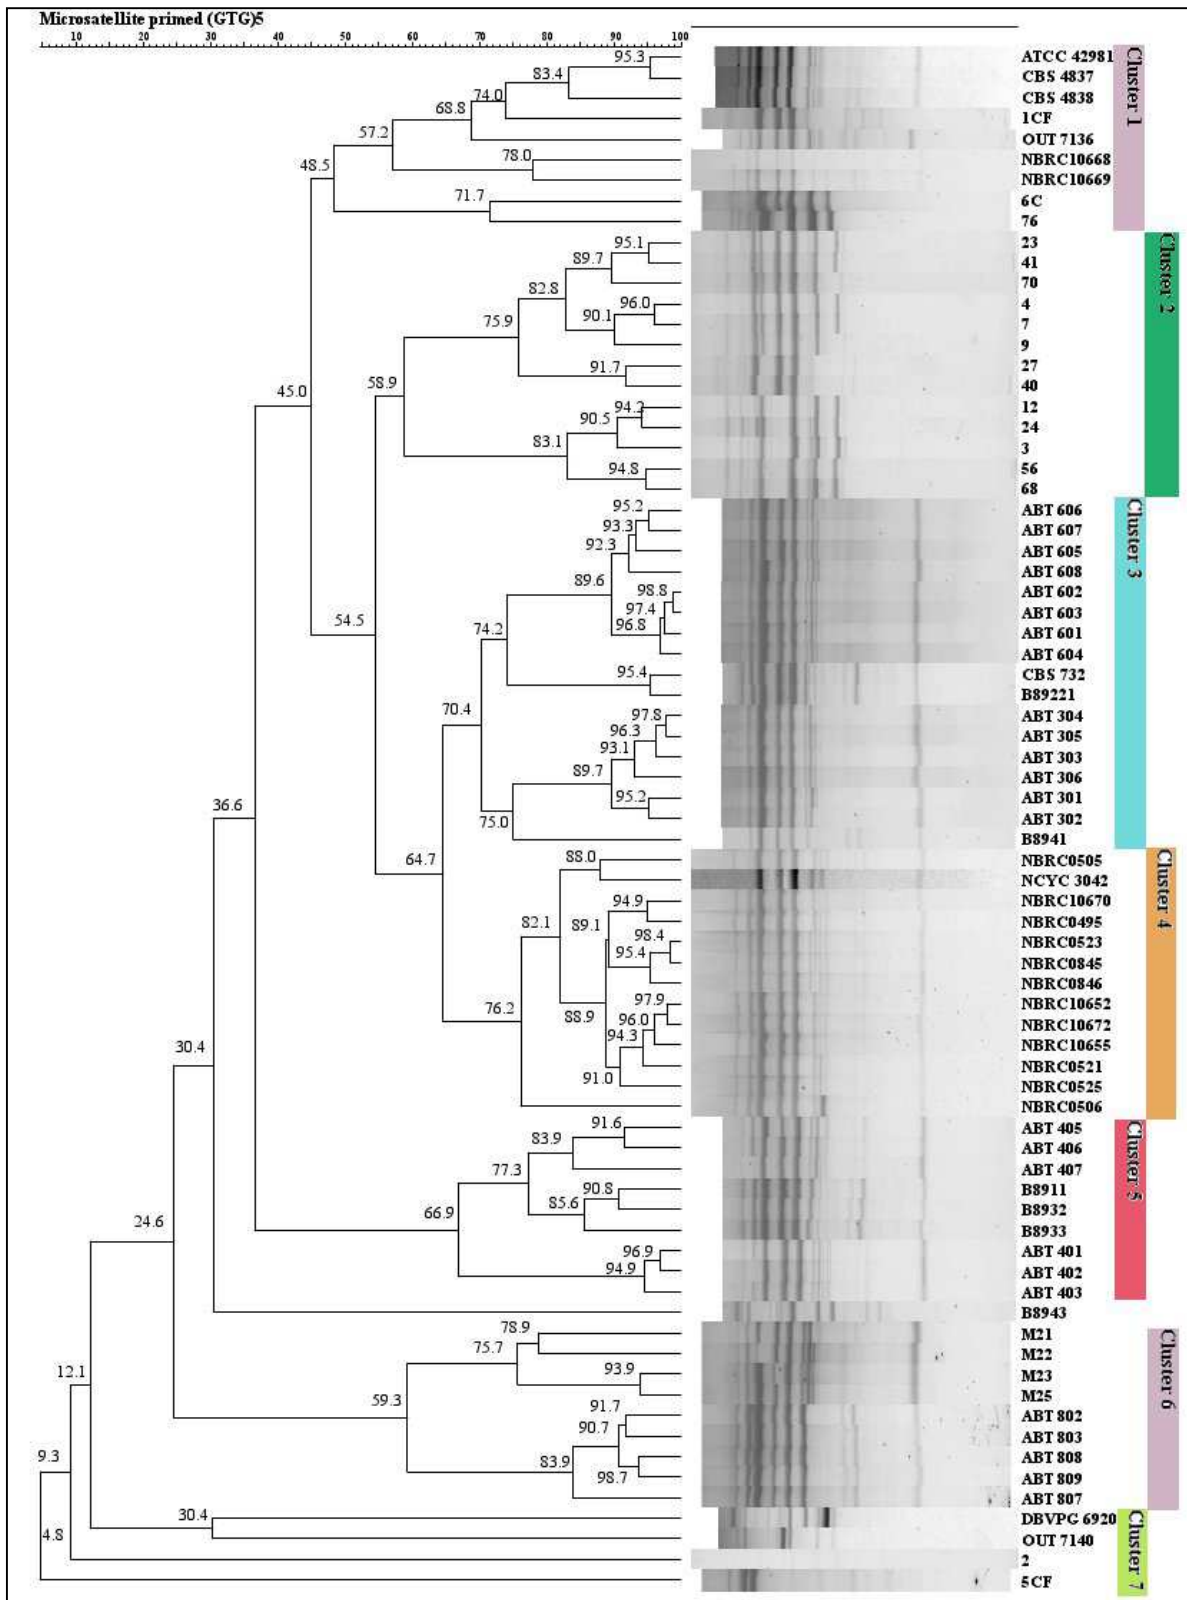 Microsatellite primed (GTG)5
10 20 30 40 50 60 70 80 90 100
95.3
ATCC 42981
CBS 4837
83.4
CBS 4838
74.0
1CF
68.8
OUT 7136
57.2
NBRC10668
78.0
NBRC10669
48.5
6C
71.7
76
Cluster 1
23
95.1
41
89.7
70
82.8
4
96.0
7
90.1
9
75.9
27
91.7
40
58.9
45.0
12
94.2
24
90.5
3
83.1
56
94.8
68
Cluster 2
ABT 606
95.2
ABT 607
93.3
ABT 605
92.3
ABT 608
89.6
ABT 602
98.8
ABT 603
97.4
ABT 601
96.8
ABT 604
54.5
74.2
CBS 732
95.4
B89221
70.4
ABT 304
97.8
ABT 305
96.3
ABT 303
93.1
ABT 306
89.7
ABT 301
95.2
ABT 302
75.0
B8941
Cluster 3
36.6
64.7
NBRC0505
88.0
NCYC 3042
NBRC10670
94.9
NBRC0495
82.1
89.1
NBRC0523
98.4
NBRC0845
95.4
NBRC0846
NBRC10652
97.9
76.2
88.9
NBRC10672
96.0
NBRC10655
94.3
NBRC0521
91.0
NBRC0525
NBRC0506
Cluster 4
30.4
ABT 405
91.6
ABT 406
83.9
ABT 407
77.3
B8911
90.8
B8932
85.6
B8933
66.9
ABT 401
96.9
ABT 402
94.9
ABT 403
Cluster 5
24.6
B8943
M21
78.9
M22
75.7
M23
93.9
M25
12.1
59.3
ABT 802
91.7
ABT 803
90.7
ABT 808
83.9
98.7
ABT 809
ABT 807
Cluster 6
9.3
DBVPG 6920
30.4
OUT 7140
4.8
2
5CF
Cluster 7